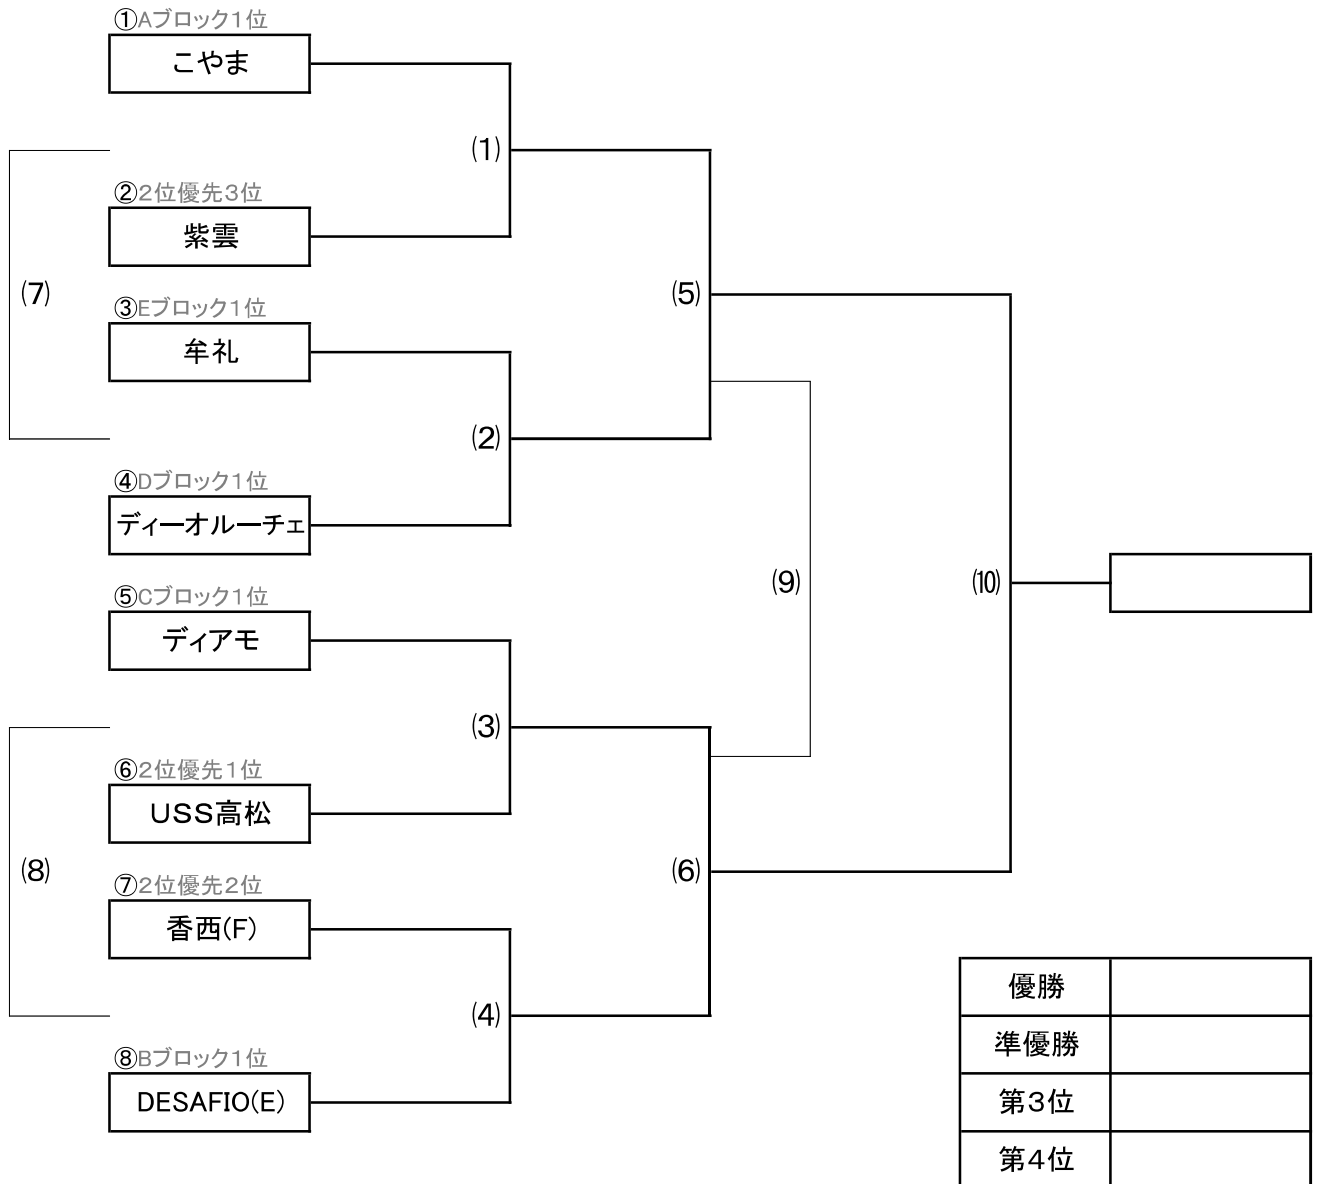 ①Aブロック1位
こやま
(1)
②2位優先3位
紫雲
(7)
(5)
③Eブロック1位
牟礼
(2)
④Dブロック1位
ディーオルーチェ
(9)
(10)
⑤Cブロック1位
ディアモ
(3)
⑥2位優先1位
USS高松
(8)
(6)
⑦2位優先2位
香西(F)
(4)
⑧Bブロック1位
DESAFIO(E)
優勝
準優勝
第3位
第4位